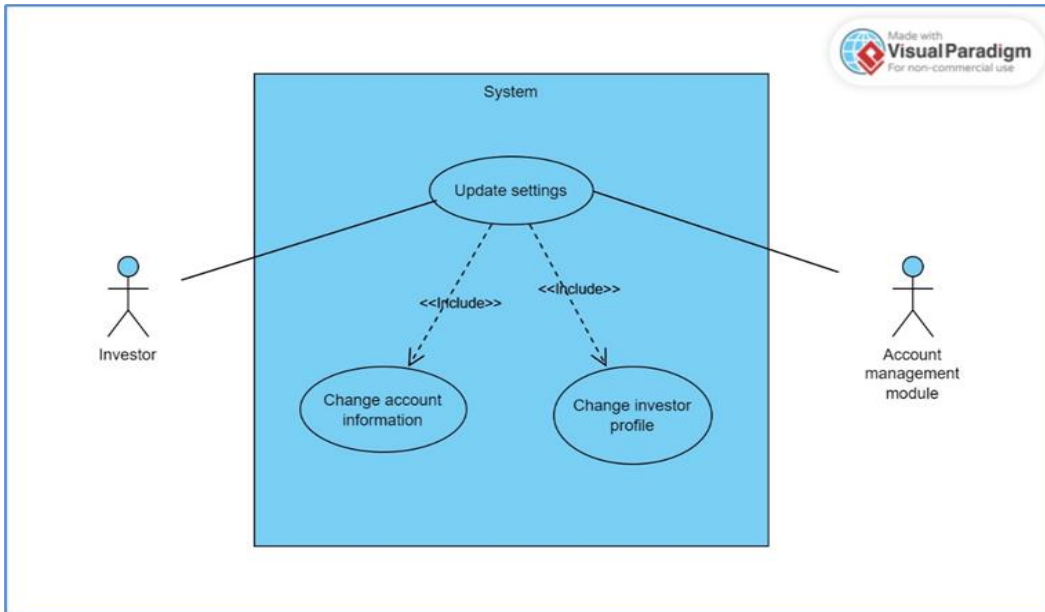 Made with
Visual Paradigm
For non-commercial use
System
Update settings
<<Include>>
<<Include>>
Investor
Account
management
module
Change account
information
Change investor
profile